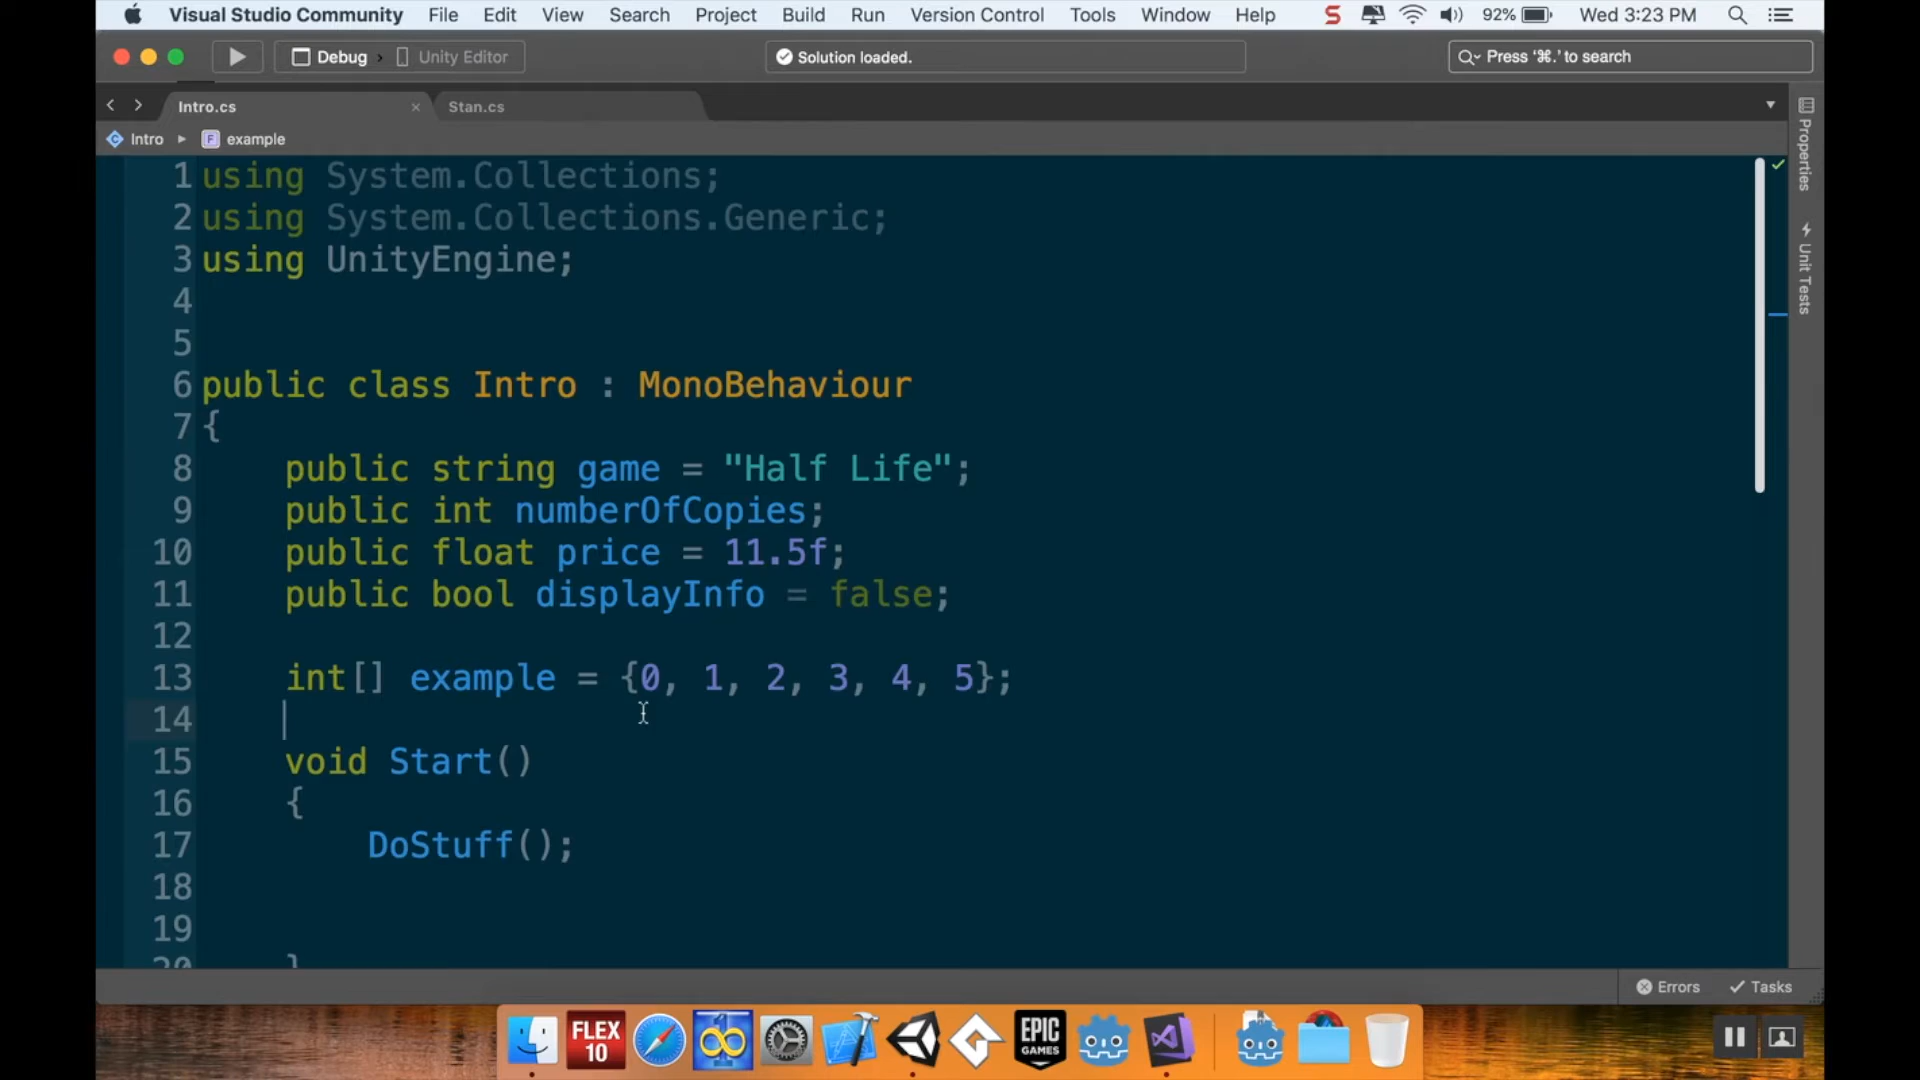 Visual Studio Community File Edit View Search Project Build Run Version Control Tools Window Help S 92% Wed 3:23 PM
Debug › Unity Editor Solution loaded. Press '⌘.' to search
Intro.cs × Stan.cs
Intro ▸ F example
1 using System.Collections;
2 using System.Collections.Generic;
3 using UnityEngine;
4
5
6 public class Intro : MonoBehaviour
7 {
8 public string game = "Half Life";
9 public int numberOfCopies;
10 public float price = 11.5f;
11 public bool displayInfo = false;
12
13 int[] example = {0, 1, 2, 3, 4, 5};
14
15 void Start()
16 {
17 DoStuff();
18
19
20 }
Properties
Unit Tests
Errors Tasks
FLEX
10
EPIC
GAMES